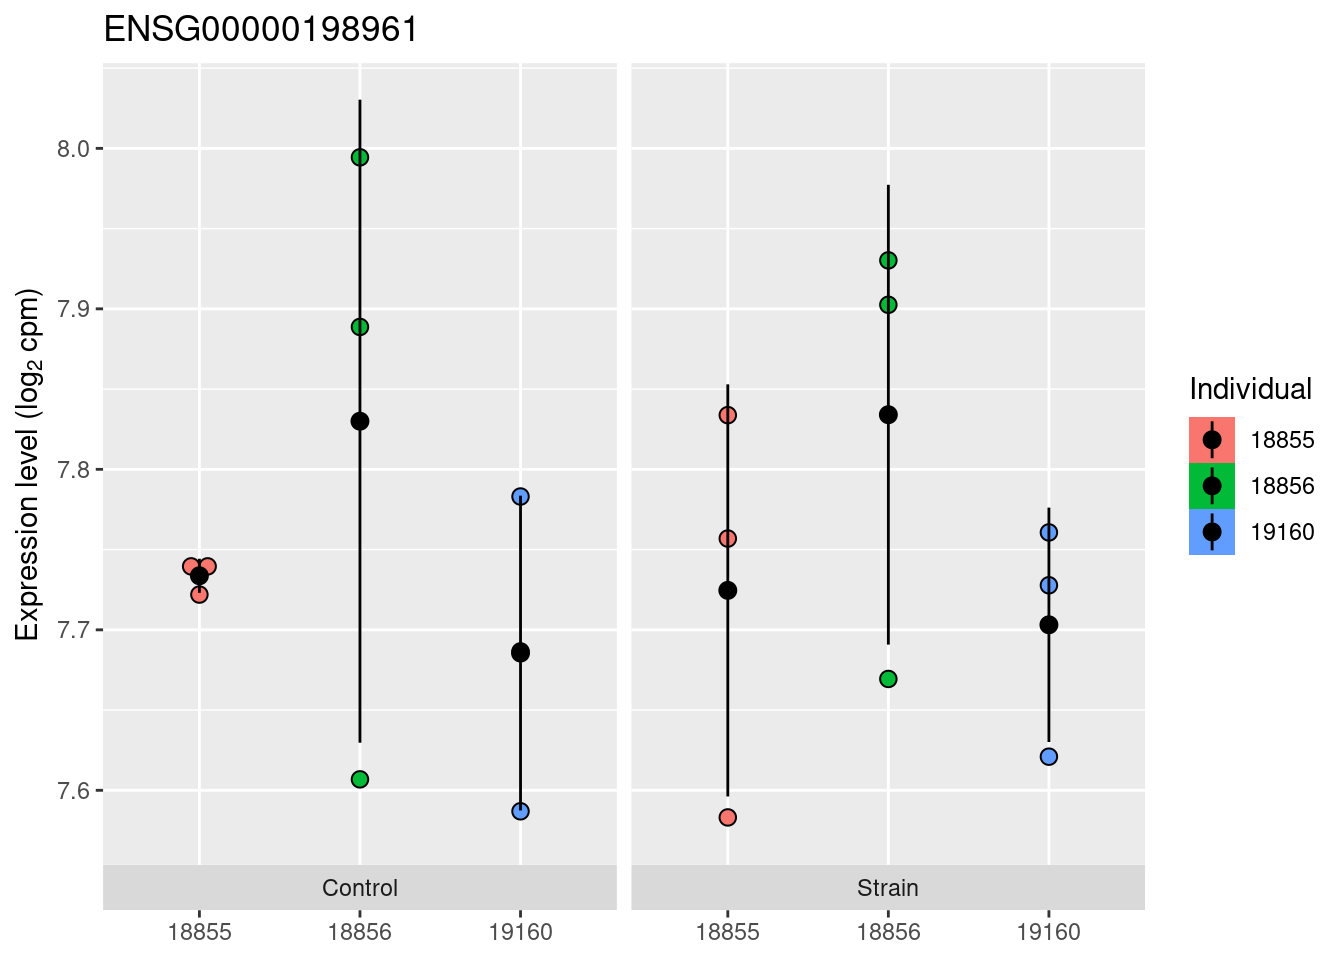 ENSG00000198961
Expression level (log₂ cpm)
8.0
7.9
7.8
7.7
7.6
Control
Strain
18855
18856
19160
18855
18856
19160
Individual
18855
18856
19160